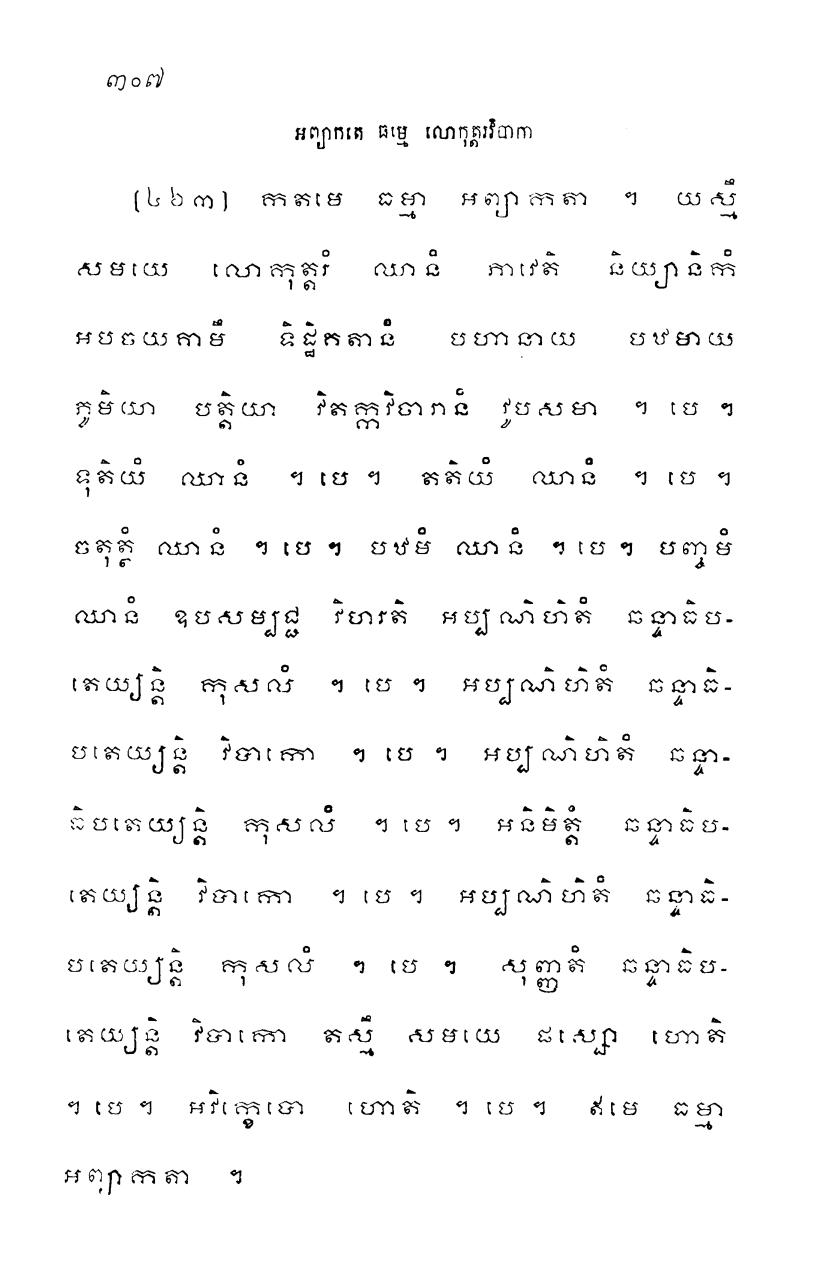 ៣០៧
អព្យាកតេ ធម្មេ លោកុត្តរវិបាកា
(៤៦៣) កតមេ ធម្មា អព្យាកតា ។ យស្មឹ
សមយេ លោកុត្តរំ ឈានំ ភាវេតិ និយ្យានិកំ
អបចយគាមឹ ទិដ្ឋិគតានំ បហានាយ បឋមាយ
ភូមិយា បត្តិយា វិតក្កវិចារានំ វូបសមា ។ បេ ។
ទុតិយំ ឈានំ ។ បេ ។ តតិយំ ឈានំ ។ បេ ។
ចតុត្ថំ ឈានំ ។ បេ ។ បឋមំ ឈានំ ។ បេ ។ បញ្ចមំ
ឈានំ ឧបសម្បជ្ជ វិហរតិ អប្បណិហិតំ ឆន្ទាធិប-
តេយ្យន្តិ កុសលំ ។ បេ ។ អប្បណិហិតំ ឆន្ទាធិ-
បតេយ្យន្តិ វិបាកោ ។ បេ ។ អប្បណិហិតំ ឆន្ទា-
ធិបតេយ្យន្តិ កុសលំ ។ បេ ។ អនិមិត្តំ ឆន្ទាធិប-
តេយ្យន្តិ វិបាកោ ។ បេ ។ អប្បណិហិតំ ឆន្ទាធិ-
បតេយ្យន្តិ កុសលំ ។ បេ ។ សុញ្ញតំ ឆន្ទាធិប-
តេយ្យន្តិ វិបាកោ តស្មឹ សមយេ ផស្សោ ហោតិ
។ បេ ។ អវិក្ខេបោ ហោតិ ។ បេ ។ ឥមេ ធម្មា
អព្យាកតា ។